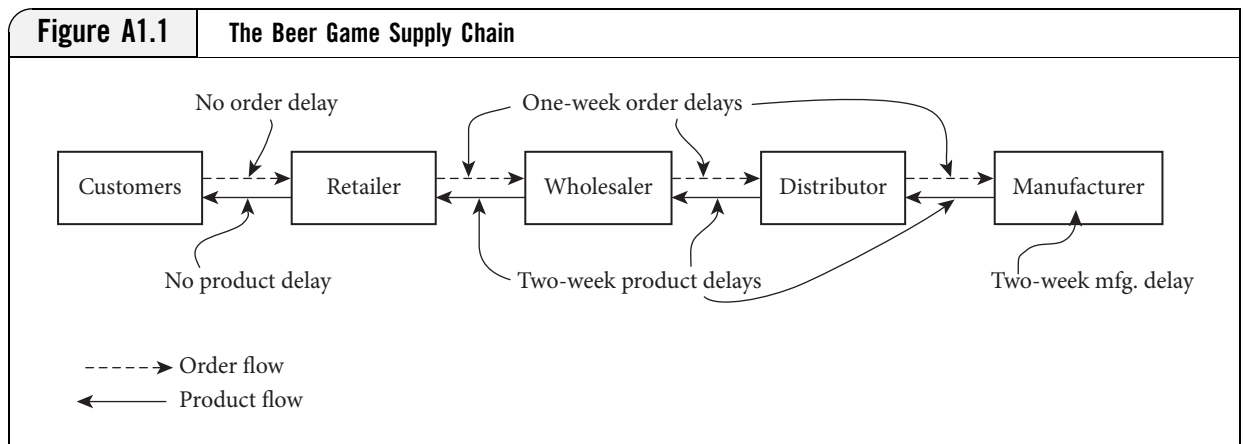 Figure A1.1 The Beer Game Supply Chain
No order delay One-week order delays
Customers Retailer Wholesaler Distributor Manufacturer
No product delay Two-week product delays Two-week mfg. delay
Order flow
Product flow